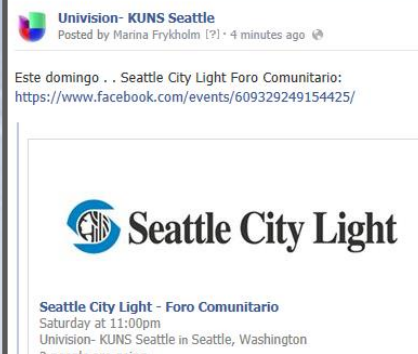 Univision- KUNS Seattle
Posted by Marina Frykholm [?] · 4 minutes ago
Este domingo . . Seattle City Light Foro Comunitario:
https://www.facebook.com/events/609329249154425/
Seattle City Light
Seattle City Light - Foro Comunitario
Saturday at 11:00pm
Univision- KUNS Seattle in Seattle, Washington